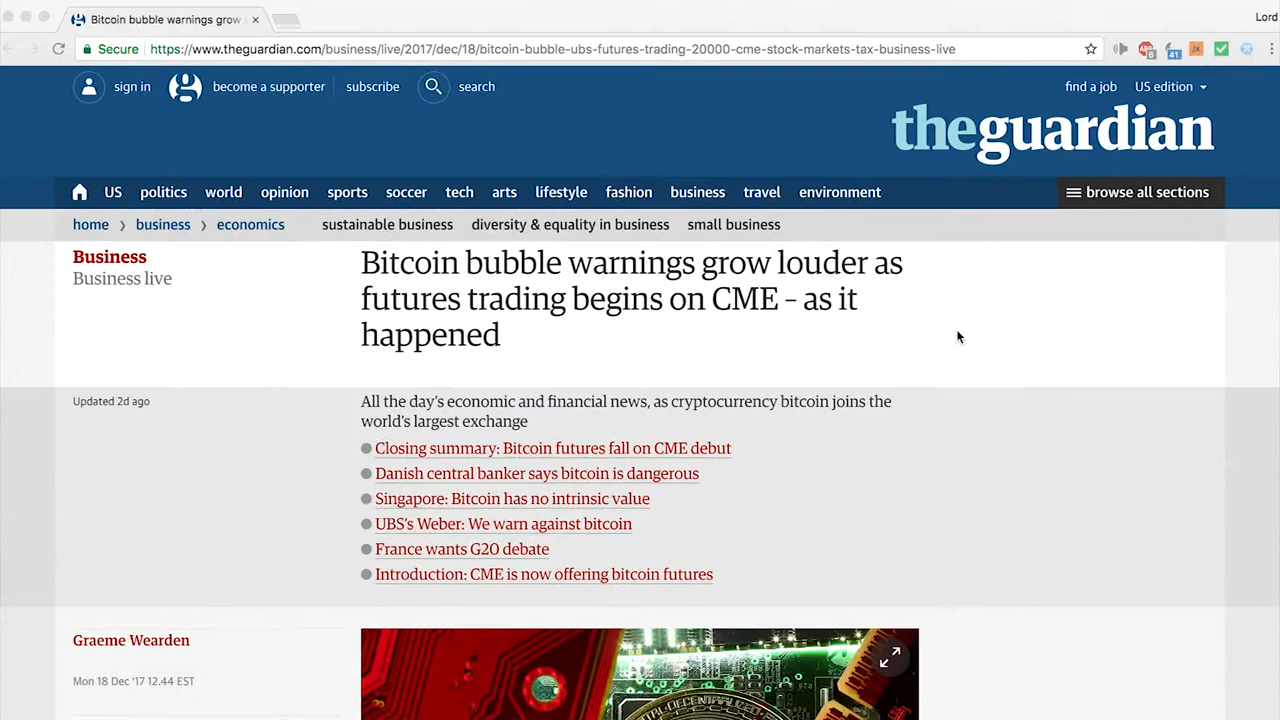 Bitcoin bubble warnings grow
Lord
Secure https://www.theguardian.com/business/live/2017/dec/18/bitcoin-bubble-ubs-futures-trading-20000-cme-stock-markets-tax-business-live
sign in become a supporter subscribe search find a job US edition
theguardian
US politics world opinion sports soccer tech arts lifestyle fashion business travel environment browse all sections
home business economics sustainable business diversity & equality in business small business
Business
Business live
Bitcoin bubble warnings grow louder as
futures trading begins on CME – as it
happened
Updated 2d ago
All the day's economic and financial news, as cryptocurrency bitcoin joins the
world's largest exchange
Closing summary: Bitcoin futures fall on CME debut
Danish central banker says bitcoin is dangerous
Singapore: Bitcoin has no intrinsic value
UBS's Weber: We warn against bitcoin
France wants G20 debate
Introduction: CME is now offering bitcoin futures
Graeme Wearden
Mon 18 Dec '17 12.44 EST